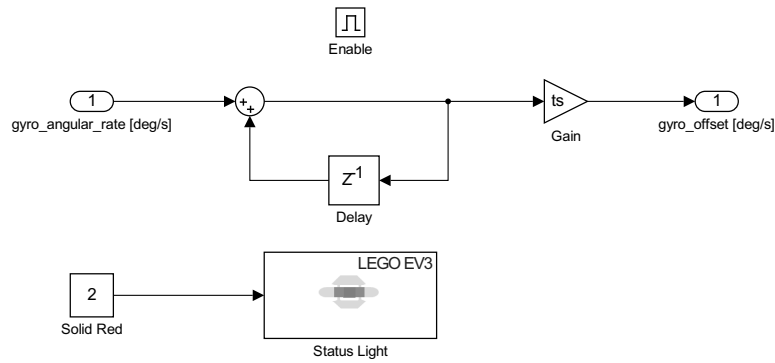 Enable
1
gyro_angular_rate [deg/s]
+
+
ts
Gain
1
gyro_offset [deg/s]
Z-1
Delay
LEGO EV3
2
Solid Red
Status Light